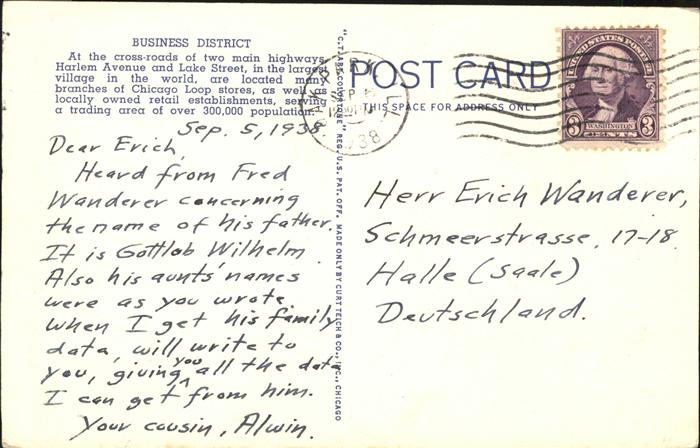 BUSINESS DISTRICT
At the cross-roads of two main highways,
Harlem Avenue and Lake Street, in the largest
village in the world, are located many
branches of Chicago Loop stores, as well as
locally owned retail establishments, serving
a trading area of over 300,000 population.
Sep. 5, 1938
Dear Erich,
Heard from Fred
Wanderer concerning
the name of his father.
It is Gottlob Wilhelm
Also his aunts' names
were as you wrote.
When I get his family
data, will write to
you, giving you all the data
I can get from him.
Your cousin, Alwin.
"C.T. ART-COLORTONE" REG. U.S. PAT. OFF. MADE ONLY BY CURT TEICH & CO., INC., CHICAGO
POST CARD
THIS SPACE FOR ADDRESS ONLY
SEP
1938
UNITED STATES POSTAGE
3 WASHINGTON 3
CENTS
Herr Erich Wanderer,
Schmeerstrasse, 17-18.
Halle (Saale)
Deutschland.